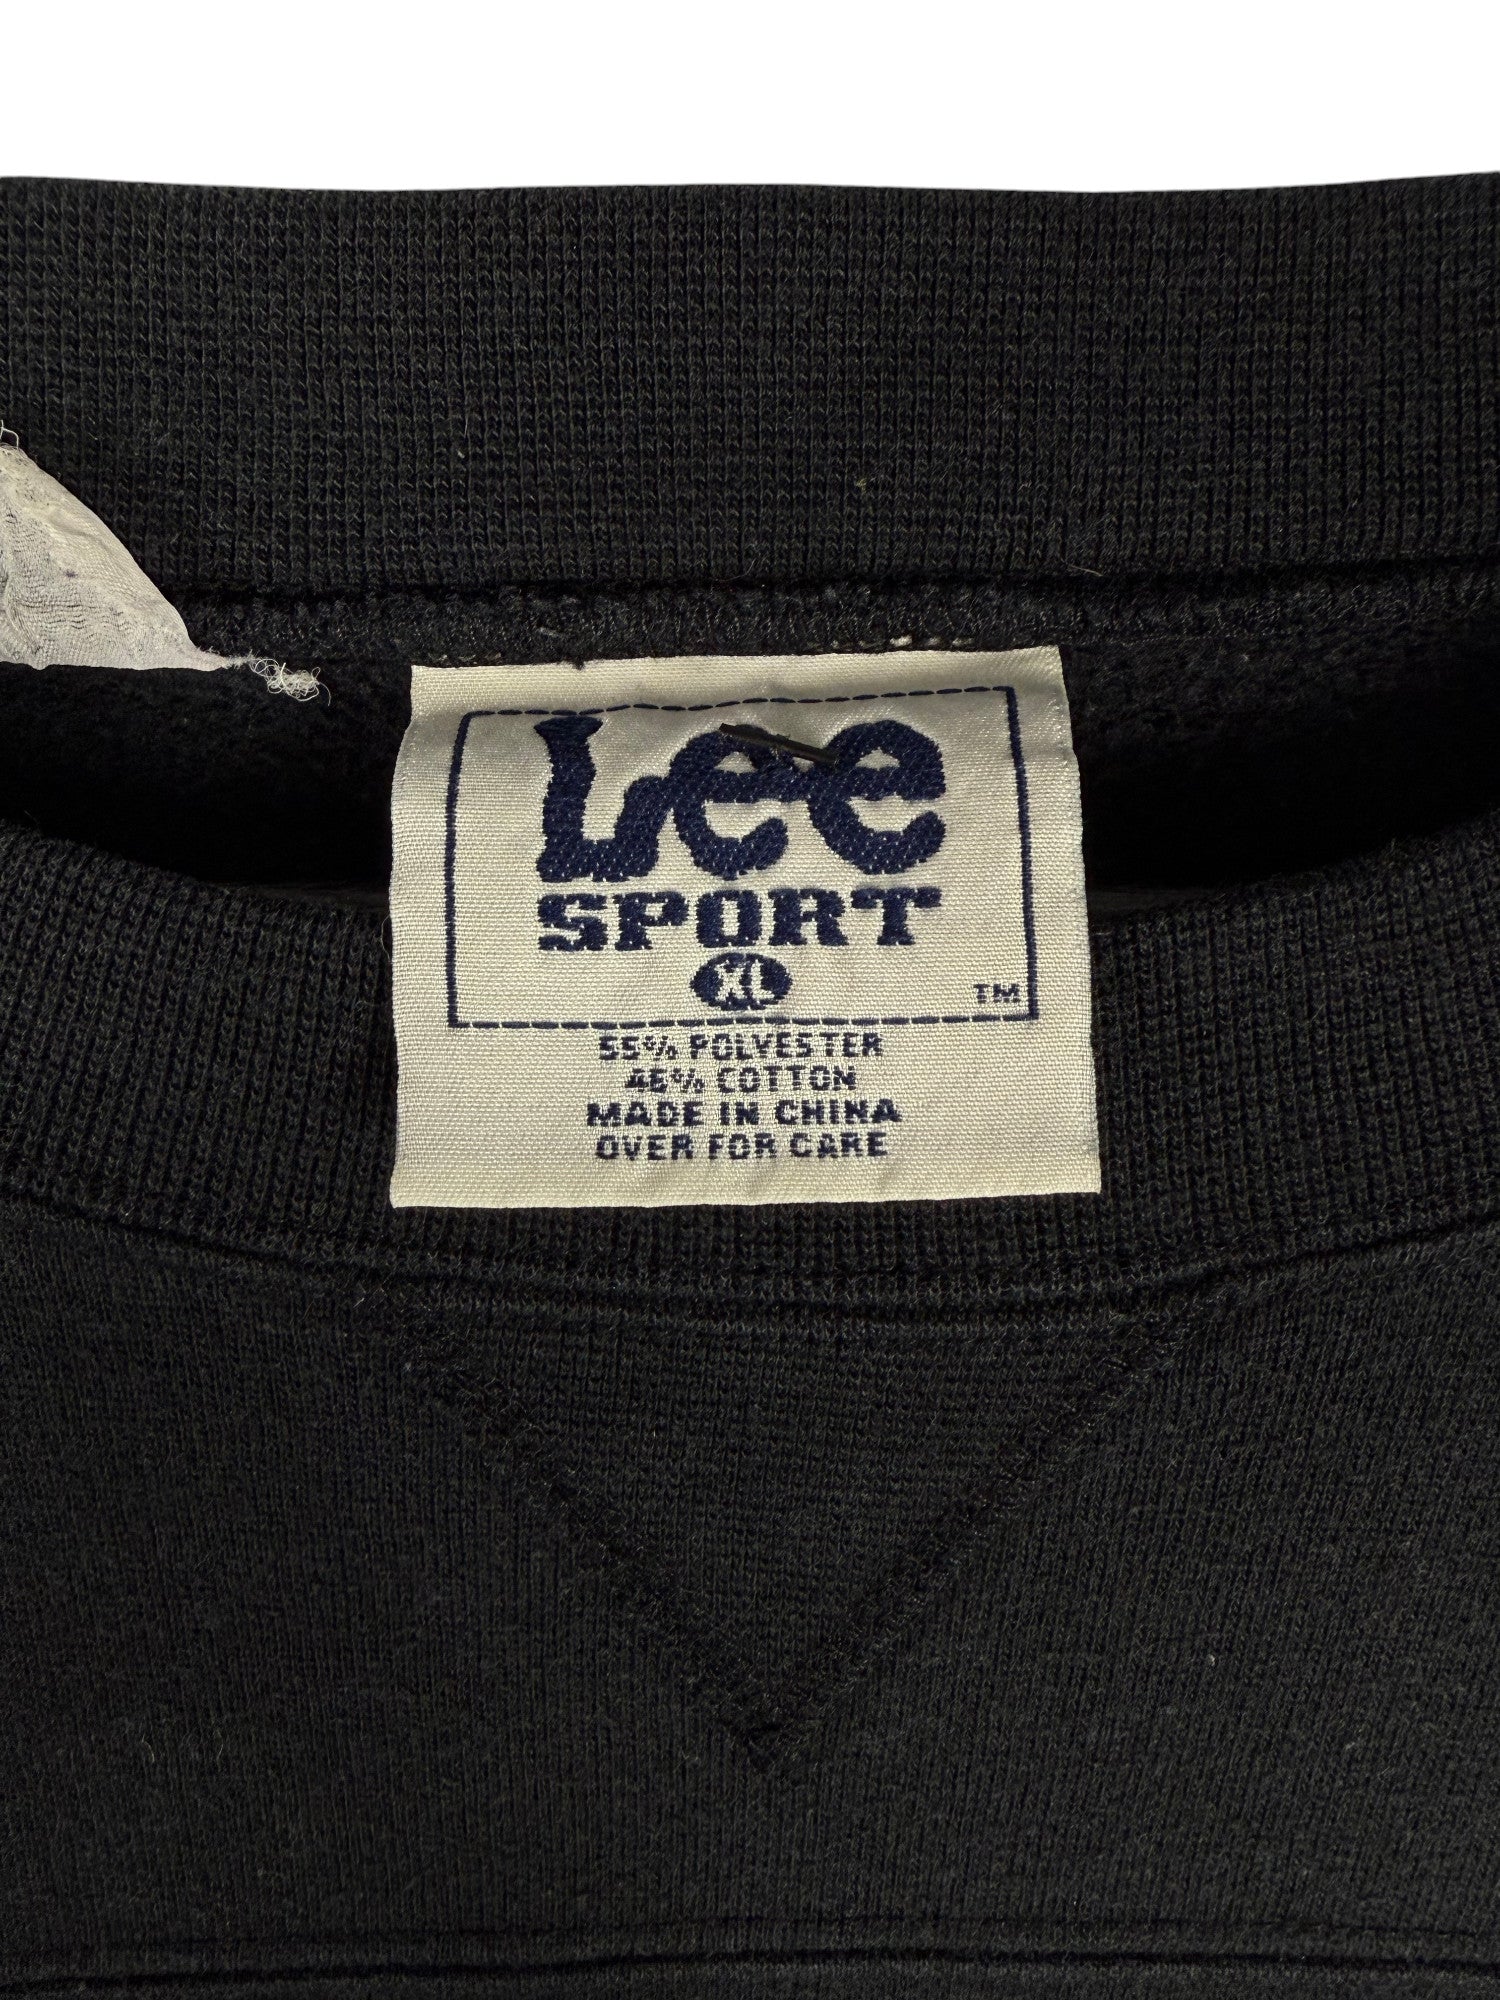 Lee
SPORT
XL
TM
55% POLYESTER
45% COTTON
MADE IN CHINA
OVER FOR CARE